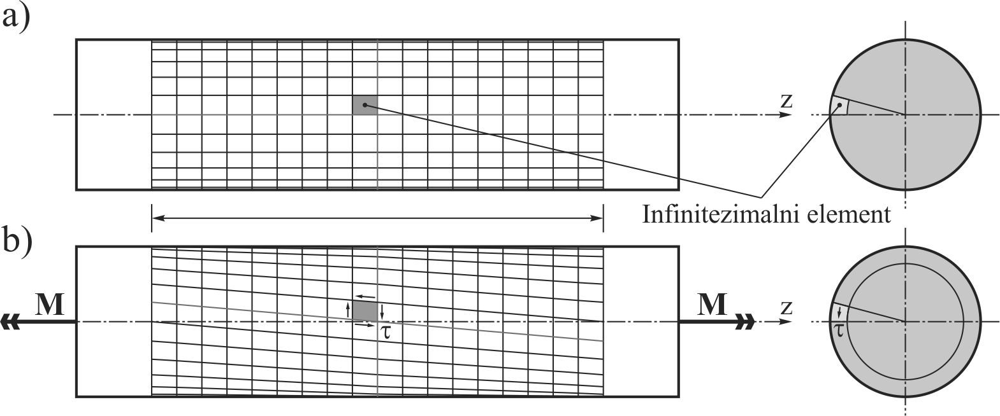 a)
z
Infinitezimalni element
b)
M
M
z
τ
τ